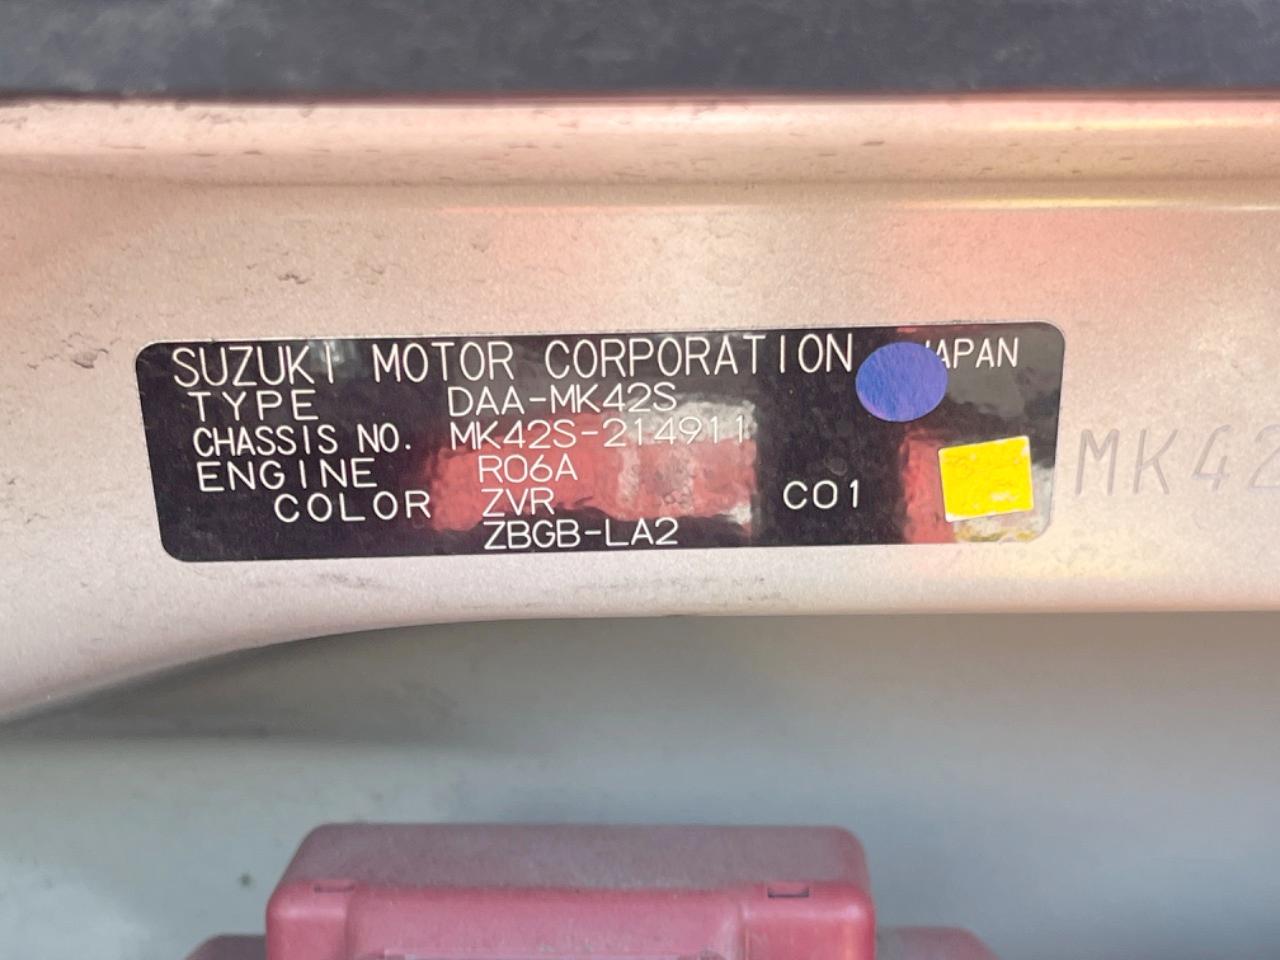 SUZUKI MOTOR CORPORATION JAPAN
TYPE DAA-MK42S
CHASSIS NO. MK42S-214911
ENGINE R06A
COLOR ZVR C01
ZBGB-LA2
MK42